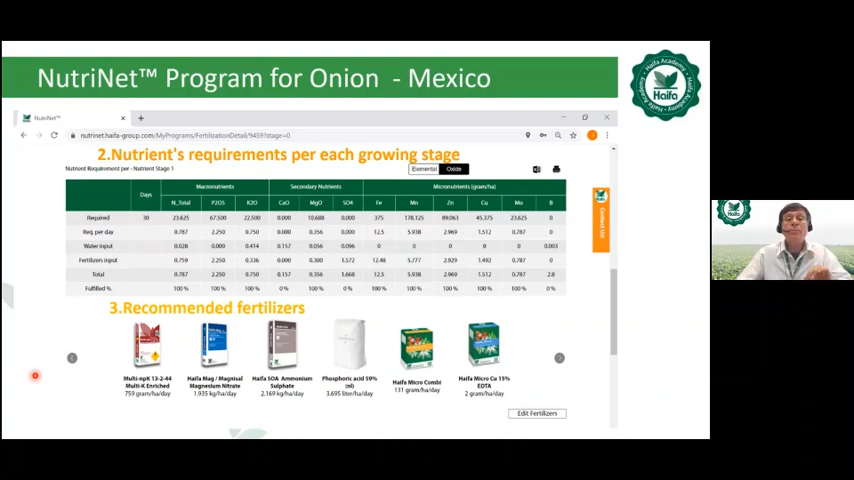 NutriNet™ Program for Onion - Mexico
Haifa Academy
Haifa
NutriNet™
nutrinet.haifa-group.com/MyPrograms/FertilizationDetail/9459?stage=0
2.Nutrient's requirements per each growing stage
Nutrient Requirement per - Nutrient Stage 1
Elemental Oxide
Days Macronutrients Secondary Nutrients Micronutrients (gram/ha)
N_Total P2O5 K2O CaO MgO SO4 Fe Mn Zn Cu Mo B
Required 30 23.625 67.500 22.500 0.000 10.688 0.000 375 178.125 89.063 45.375 23.625 0
Req per day 0.787 2.250 0.750 0.000 0.356 0.000 12.5 5.938 2.969 1.512 0.787 0
Water input 0.028 0.000 0.414 0.157 0.056 0.096 0 0 0 0 0 0.003
Fertilizers input 0.759 2.250 0.336 0.000 0.300 1.572 12.48 5.777 2.929 1.492 0.787 0
Total 0.787 2.250 0.750 0.157 0.356 1.668 12.5 5.938 2.969 1.512 0.787 2.8
Fulfilled % 100 % 100 % 100 % 0 % 100 % 0 % 100 % 100 % 100 % 100 % 100 % 0 %
Contact Us
3.Recommended fertilizers
Multi-npK 13-2-44
Multi-K Enriched
759 gram/ha/day
Haifa Mag / Magnisal
Magnesium Nitrate
1.935 kg/ha/day
Haifa SOA Ammonium
Sulphate
2.169 kg/ha/day
Phosphoric acid 59%
(nl)
3.695 liter/ha/day
Haifa Micro Combi
131 gram/ha/day
Haifa Micro Cu 15%
EDTA
2 gram/ha/day
Edit Fertilizers
Haifa